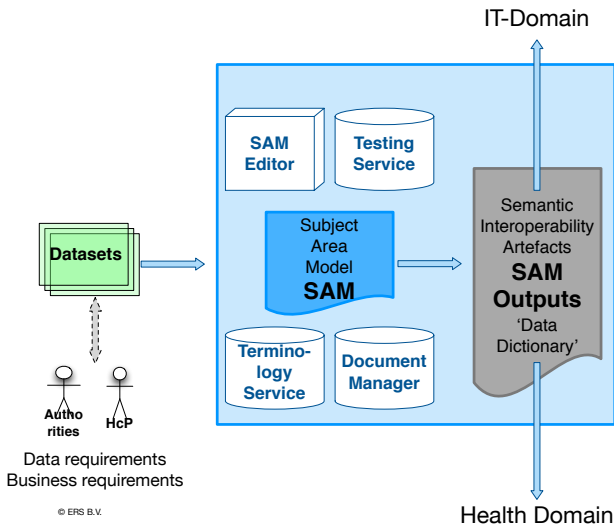 IT-Domain
SAM
Editor
Testing
Service
Datasets
Subject
Area
Model
SAM
Semantic
Interoperability
Artefacts
SAM
Outputs
‘Data
Dictionary’
Termino-
logy
Service
Document
Manager
Autho
rities
HcP
Data requirements
Business requirements
© ERS B.V.
Health Domain